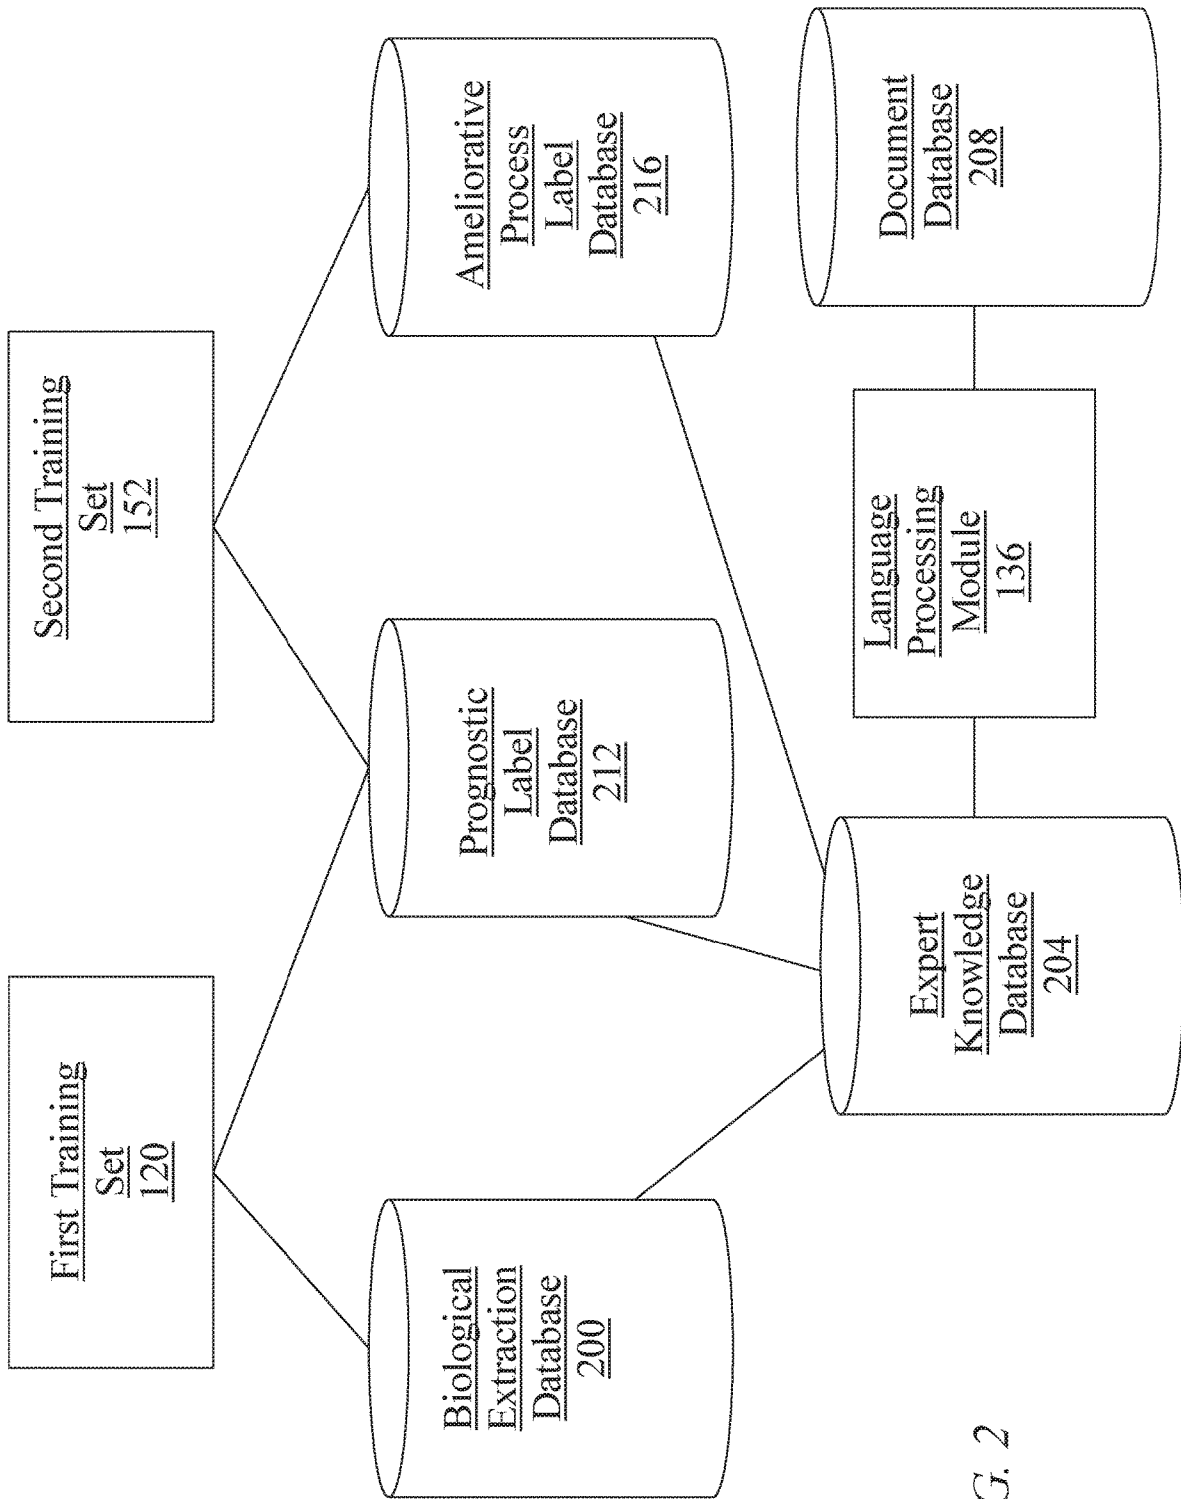 First Training
Set
120
Second Training
Set
152
Biological
Extraction
Database
200
Prognostic
Label
Database
212
Ameliorative
Process
Label
Database
216
Expert
Knowledge
Database
204
Language
Processing
Module
136
Document
Database
208
G. 2